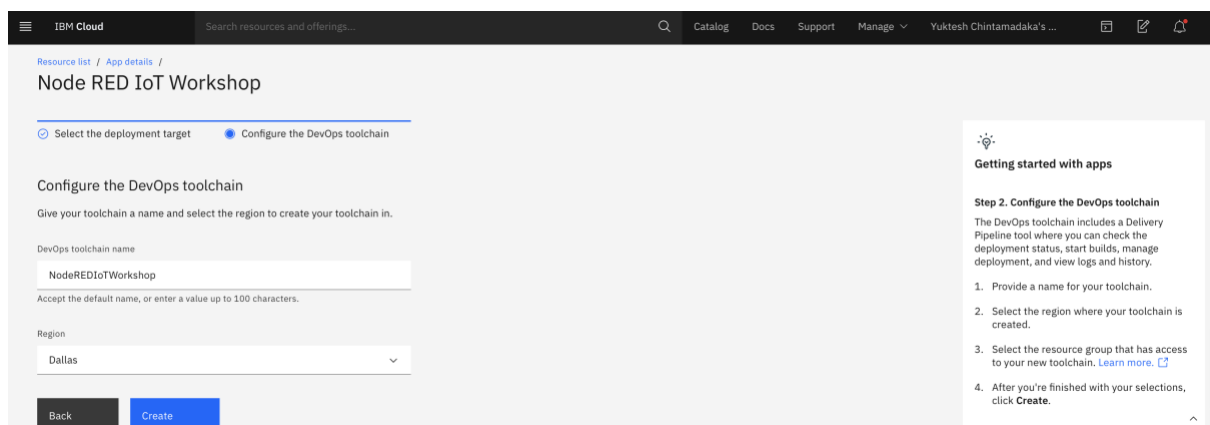 IBM Cloud
Search resources and offerings...
Catalog
Docs
Support
Manage
Yuktesh Chintamadaka's ...
Resource list / App details /
Node RED IoT Workshop
Select the deployment target
Configure the DevOps toolchain
Configure the DevOps toolchain
Give your toolchain a name and select the region to create your toolchain in.
DevOps toolchain name
NodeREDIoTWorkshop
Accept the default name, or enter a value up to 100 characters.
Region
Dallas
Back
Create
Getting started with apps
Step 2. Configure the DevOps toolchain
The DevOps toolchain includes a Delivery
Pipeline tool where you can check the
deployment status, start builds, manage
deployment, and view logs and history.
1. Provide a name for your toolchain.
2. Select the region where your toolchain is
created.
3. Select the resource group that has access
to your new toolchain. Learn more.
4. After you're finished with your selections,
click Create.